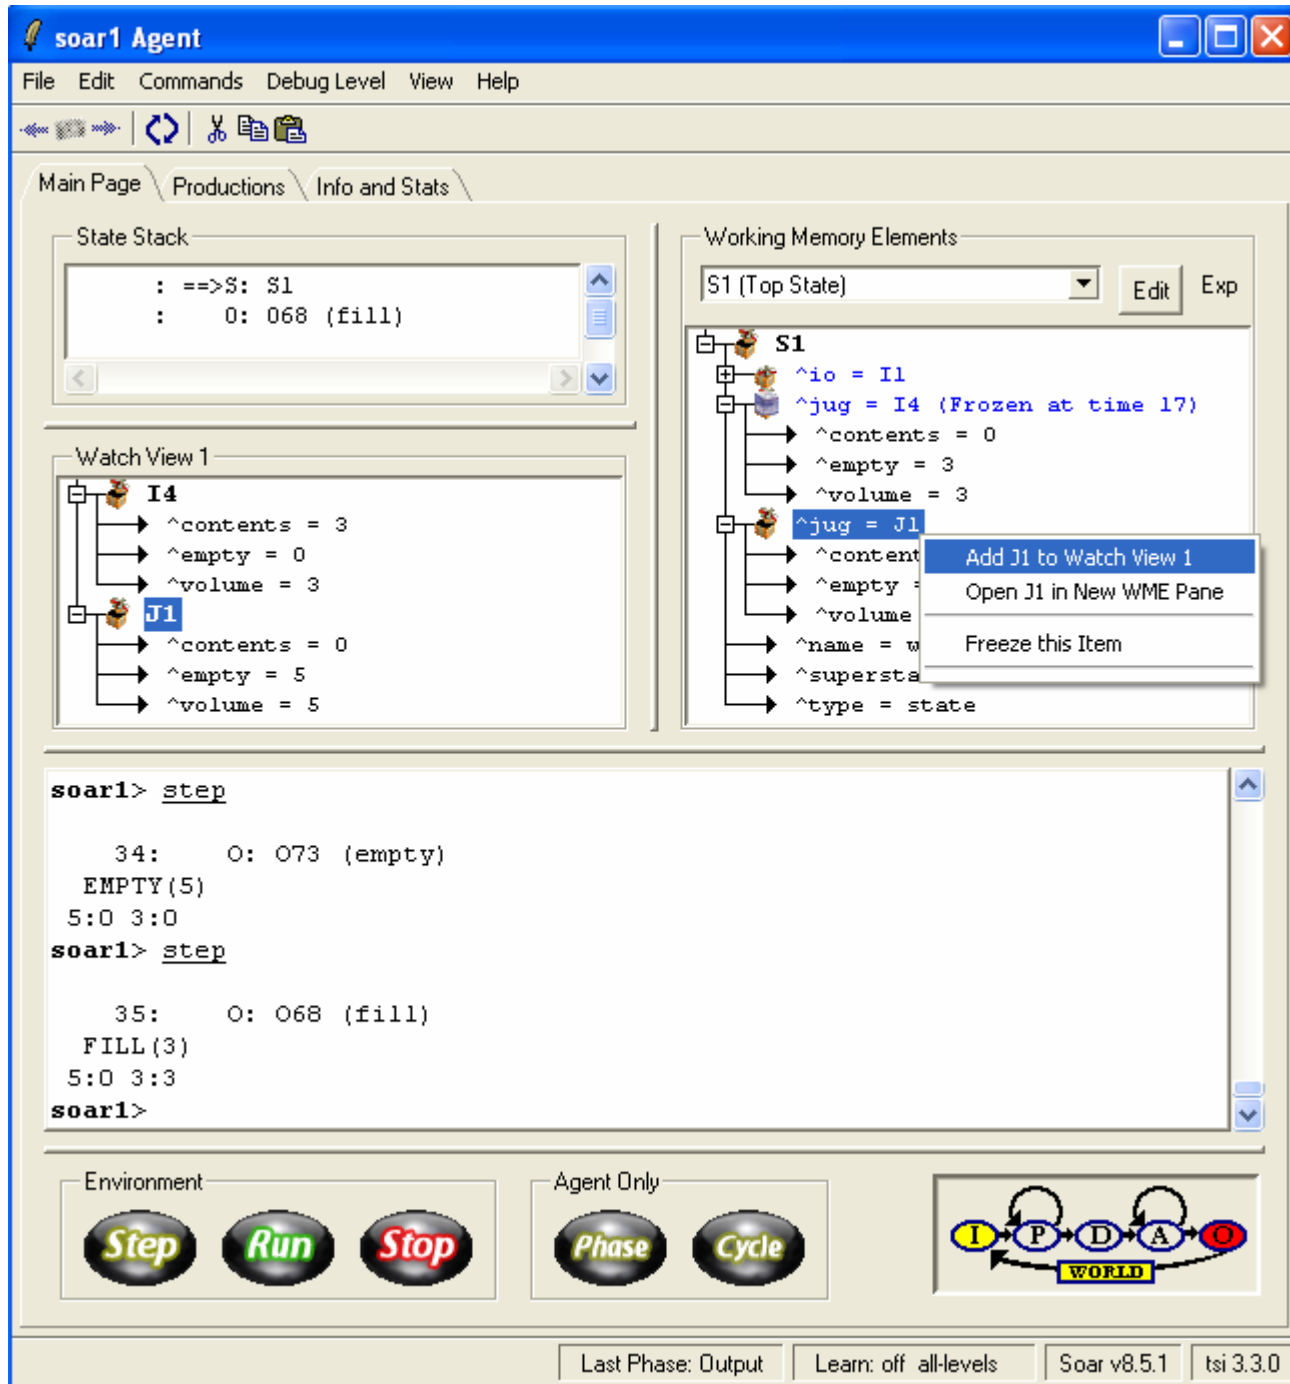 soar1 Agent
File Edit Commands Debug Level View Help
Main Page Productions Info and Stats
State Stack
: ==>S: S1
: O: O68 (fill)
Watch View 1
I4
^contents = 3
^empty = 0
^volume = 3
J1
^contents = 0
^empty = 5
^volume = 5
Working Memory Elements
S1 (Top State) Edit Exp
S1
^io = I1
^jug = I4 (Frozen at time 17)
^contents = 0
^empty = 3
^volume = 3
^jug = J1
^content
^empty =
^volume
^name = w
^supersta
^type = state
Add J1 to Watch View 1
Open J1 in New WME Pane
Freeze this Item
soar1> step
34: O: O73 (empty)
EMPTY(5)
5:0 3:0
soar1> step
35: O: O68 (fill)
FILL(3)
5:0 3:3
soar1>
Environment
Step Run Stop
Agent Only
Phase Cycle
I P D A O
WORLD
Last Phase: Output Learn: off all-levels Soar v8.5.1 tsi 3.3.0